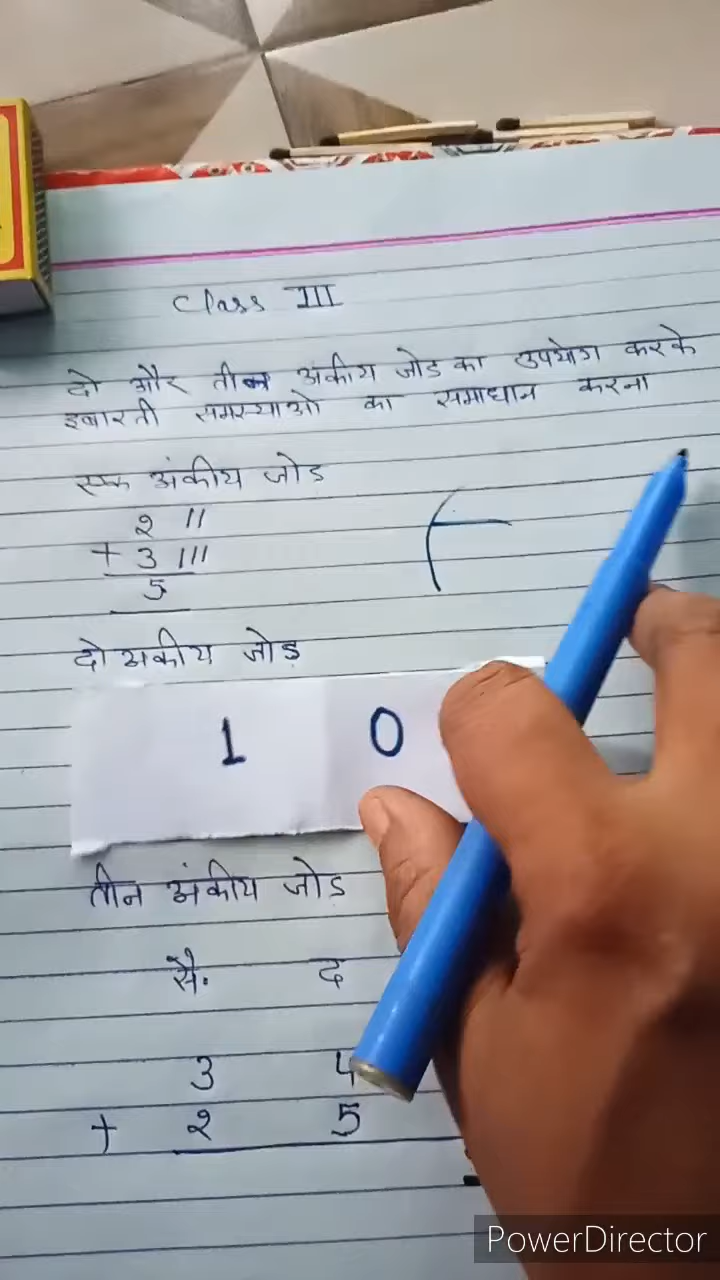 Class III
दो और तीन अंकीय जोड का उपयोग करके
इबारती समस्याओ का समाधान करना
एक अंकीय जोड
2 ||
+ 3 |||
5
दो अकीय जोड़
1 0
तीन अंकीय जोड
सै. द
3 4
+ 2 5
PowerDirector